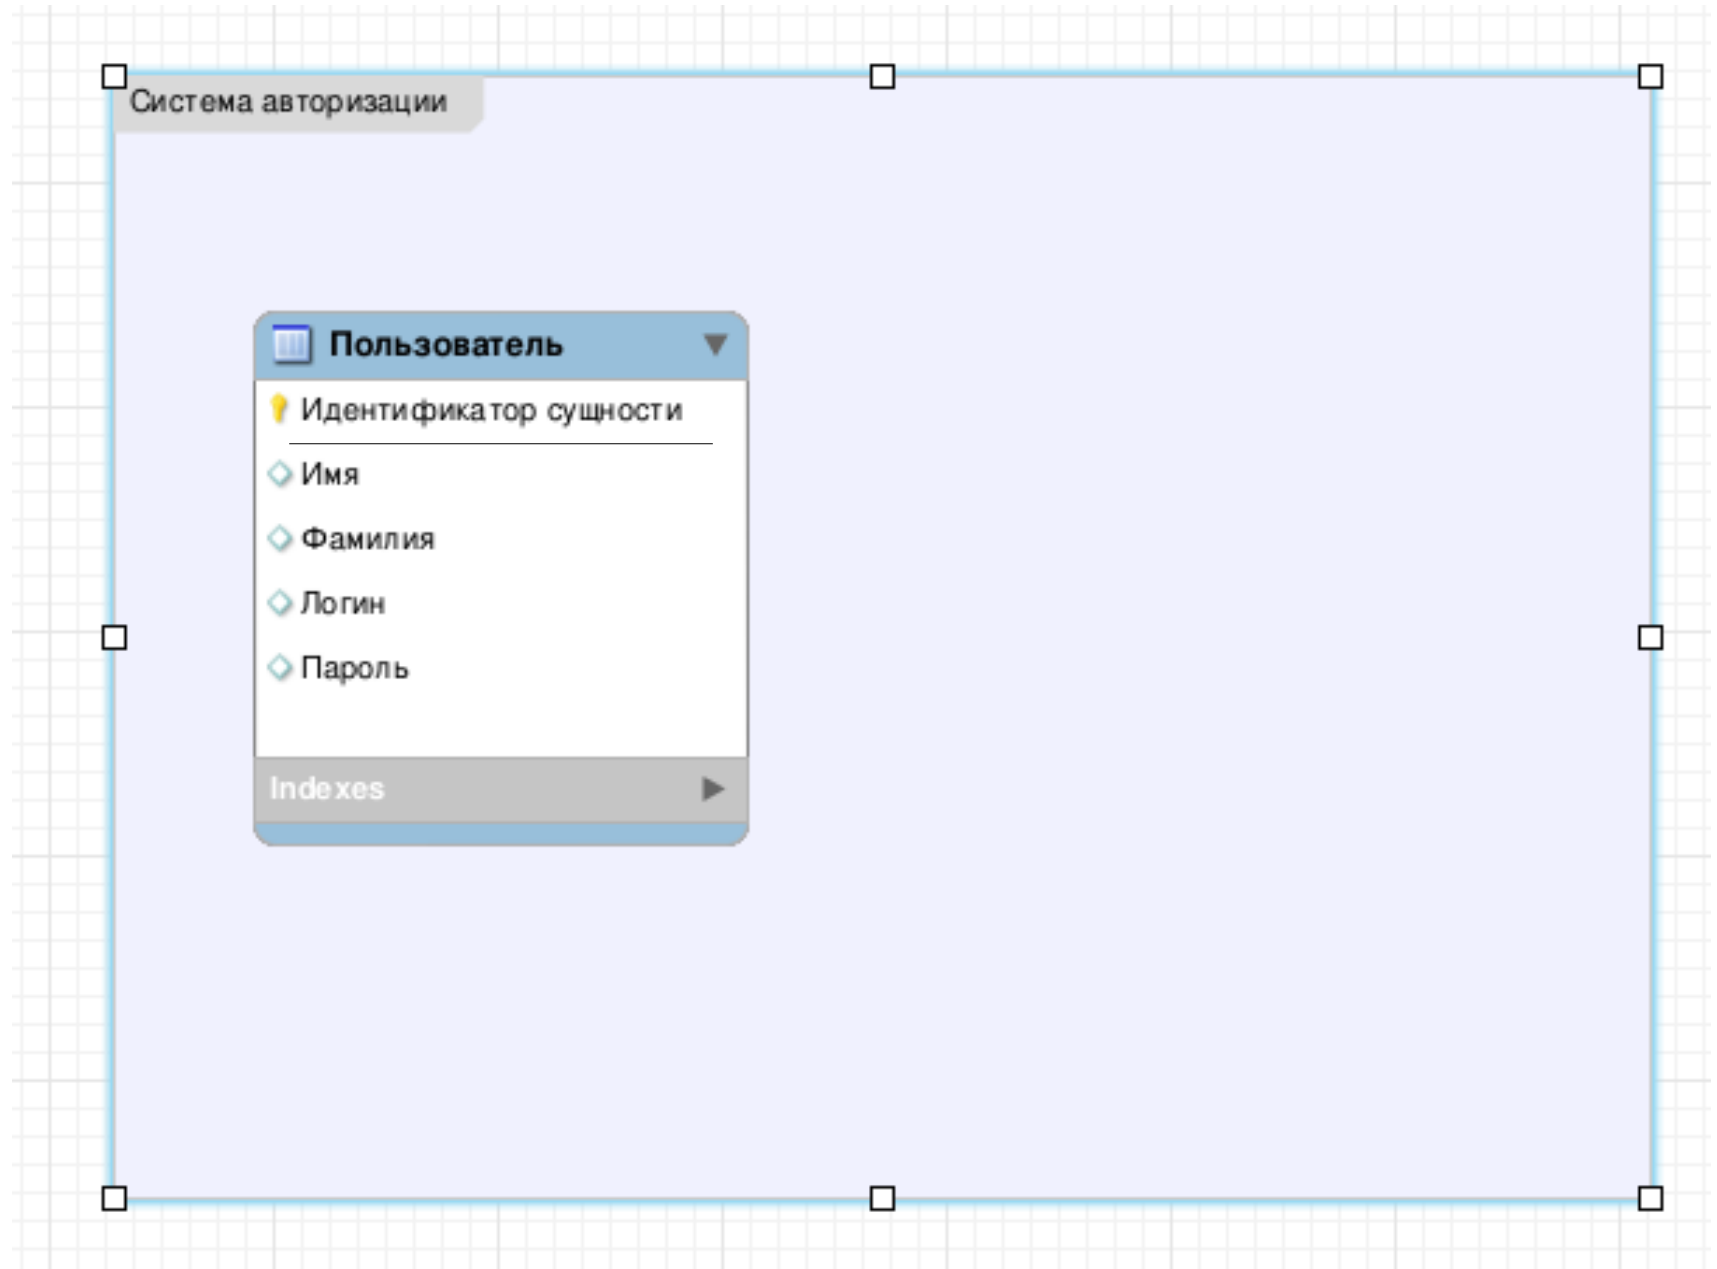 Система авторизации
Пользователь
Идентификатор сущности
Имя
Фамилия
Логин
Пароль
Indexes